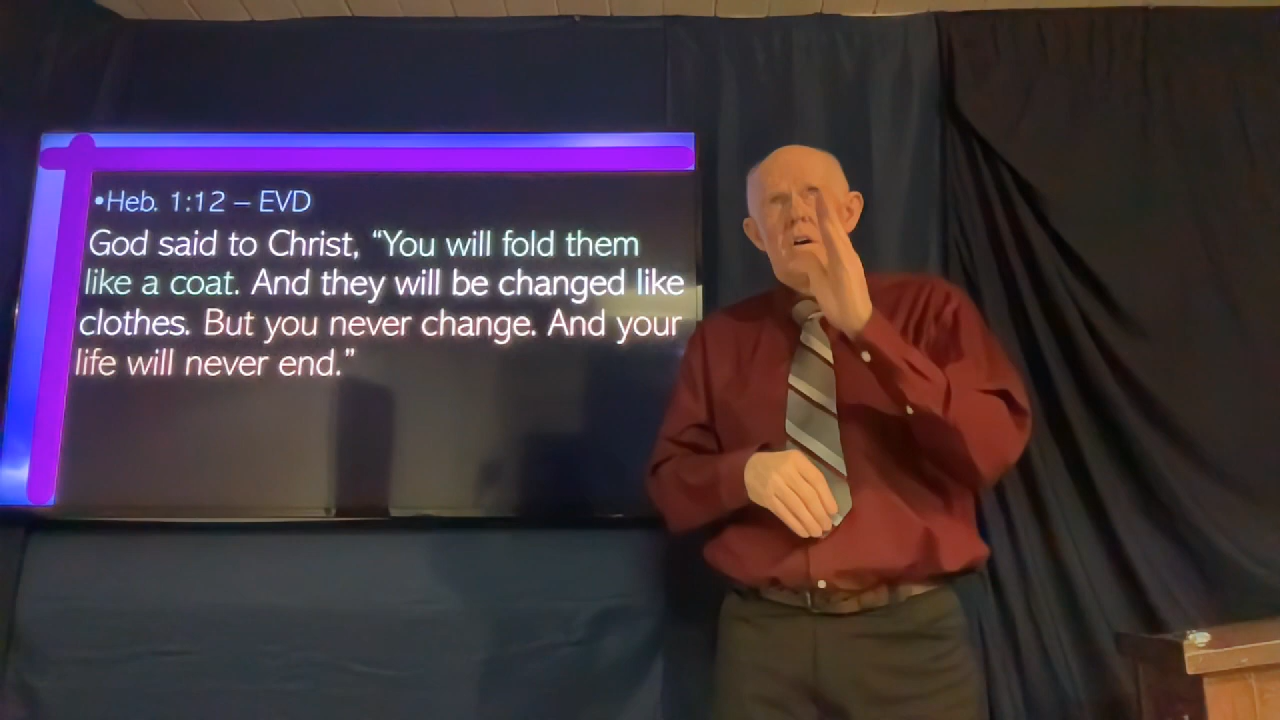 •Heb. 1:12 – EVD
God said to Christ, “You will fold them
like a coat. And they will be changed like
clothes. But you never change. And your
life will never end.”